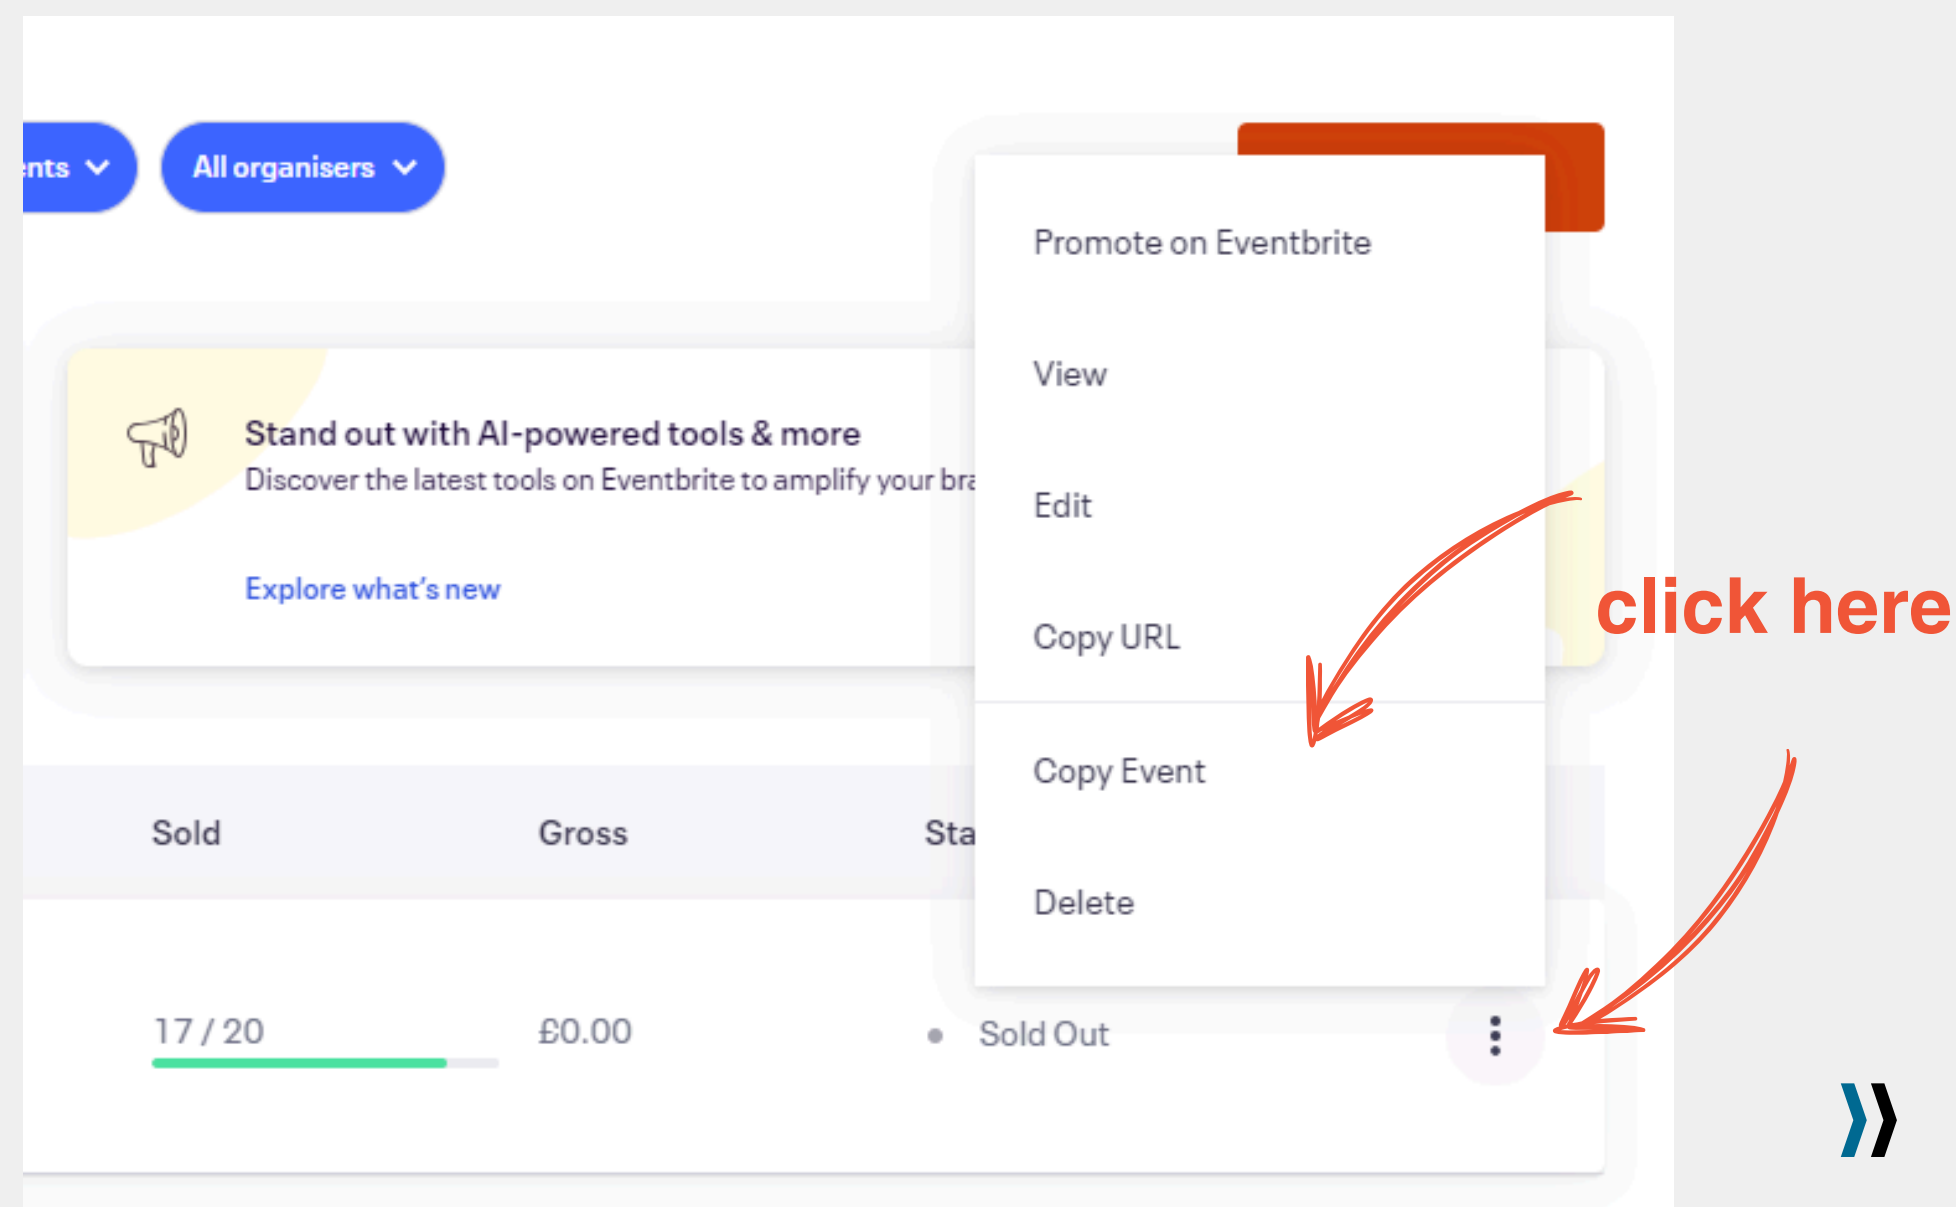 ents
All organisers
Promote on Eventbrite
View
Edit
Copy URL
Copy Event
Delete
Stand out with AI-powered tools & more
Discover the latest tools on Eventbrite to amplify your bra
Explore what's new
click here
Sold Gross Sta
17 / 20 £0.00 Sold Out